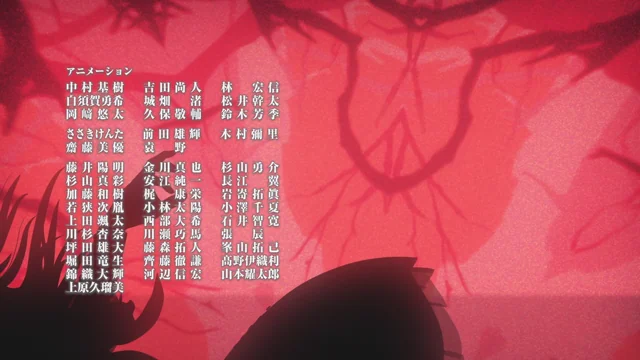 アニメーション
中村基樹 吉田尚人 林宏信
白須賀勇希 城畑渚 松井幹太
岡﨑悠太 久保敬輔 鈴木芳季
ささきけんた 前田雄輝 木村彌里
齋藤美優 袁野
藤井陽明 金川真也 杉山勇介
杉山真彩 安江純一 長江翼
加藤和樹 梶康栄 岩嵜拓眞
若狭次胤 小林太陽 小澤千夏
上田颯太 西部大希 石井智寛
川杉杏奈 川瀬巧馬 張辰
坪田雄大 藤森拓人 峯山拓己
堀田竜生 齊藤徹謙 高野伊織利
錦織大輝 河辺信宏 山本耀太郎
上原久瑠美